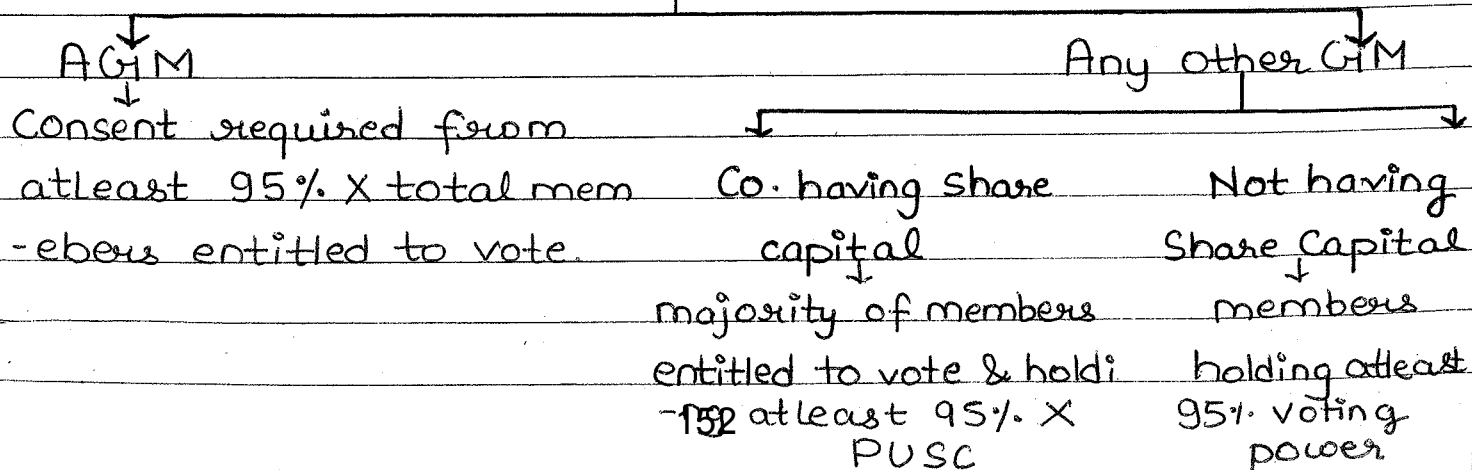 AGM
Any other GM
Consent required from
atleast 95% X total mem
-ebers entitled to vote.
Co. having share
capital
majority of members
entitled to vote & holdi
-ng atleast 95% X
PUSC
Not having
Share Capital
members
holding atleast
95% voting
power